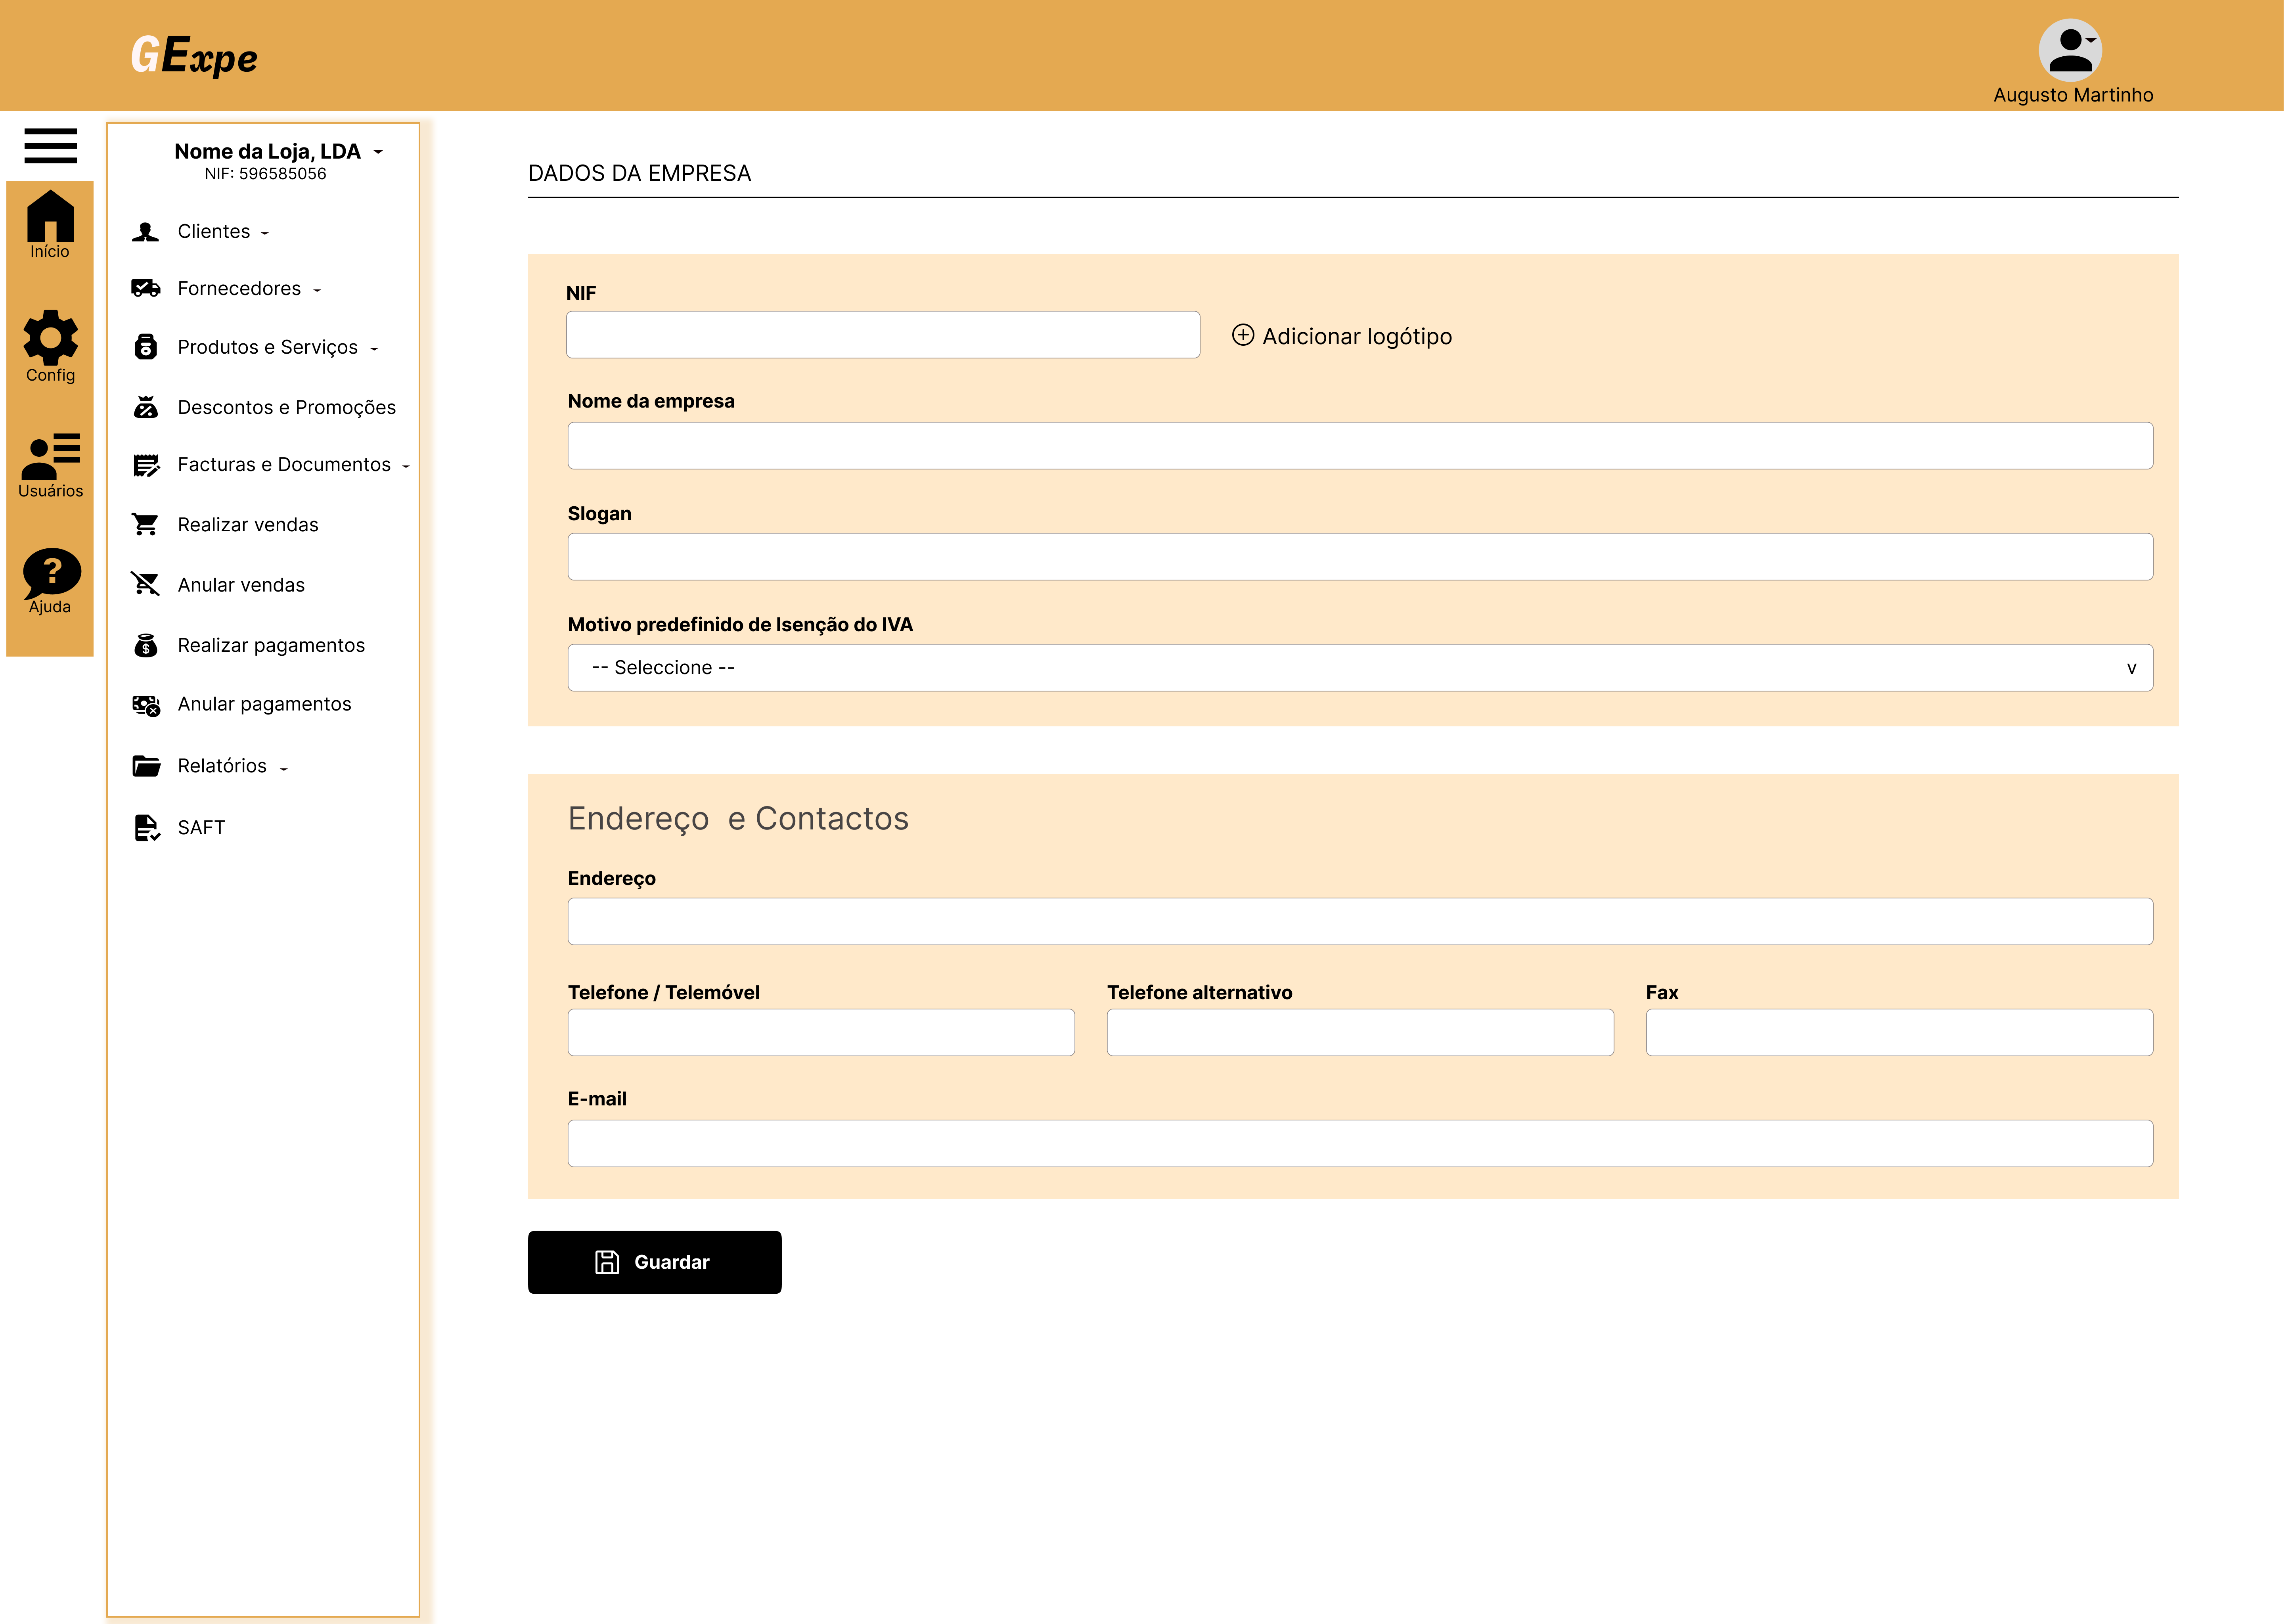 GExpe
Augusto Martinho
Início
Config
Usuários
Ajuda
Nome da Loja, LDA
NIF: 596585056
Clientes
Fornecedores
Produtos e Serviços
Descontos e Promoções
Facturas e Documentos
Realizar vendas
Anular vendas
Realizar pagamentos
Anular pagamentos
Relatórios
SAFT
DADOS DA EMPRESA
NIF
Adicionar logótipo
Nome da empresa
Slogan
Motivo predefinido de Isenção do IVA
-- Seleccione -- v
Endereço e Contactos
Endereço
Telefone / Telemóvel Telefone alternativo Fax
E-mail
Guardar